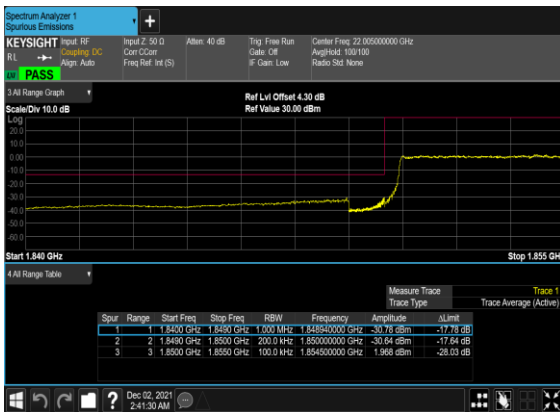 Spectrum Analyzer 1
Spurious Emissions
+
KEYSIGHT Input: RF Input Z: 50 Ω Atten: 40 dB Trig: Free Run Center Freq: 22.005000000 GHz
RL Coupling: DC Corr CCorr Gate: Off Avg|Hold: 100/100
Align: Auto Freq Ref: Int (S) IF Gain: Low Radio Std: None
PASS
3 All Range Graph
Ref Lvl Offset 4.30 dB
Scale/Div 10.0 dB Ref Value 30.00 dBm
Log
20.0
10.0
0.00
-10.0
-20.0
-30.0
-40.0
-50.0
-60.0
Start 1.840 GHz Stop 1.855 GH
4 All Range Table
Measure Trace Trace 1
Trace Type Trace Average (Active)
Spur Range Start Freq Stop Freq RBW Frequency Amplitude ΔLimit
1 1 1.8400 GHz 1.8490 GHz 1.000 MHz 1.848940000 GHz -30.78 dBm -17.78 dB
2 2 1.8490 GHz 1.8500 GHz 200.0 kHz 1.850000000 GHz -30.64 dBm -17.64 dB
3 3 1.8500 GHz 1.8550 GHz 100.0 kHz 1.854500000 GHz 1.968 dBm -28.03 dB
? Dec 02, 2021
2:41:30 AM